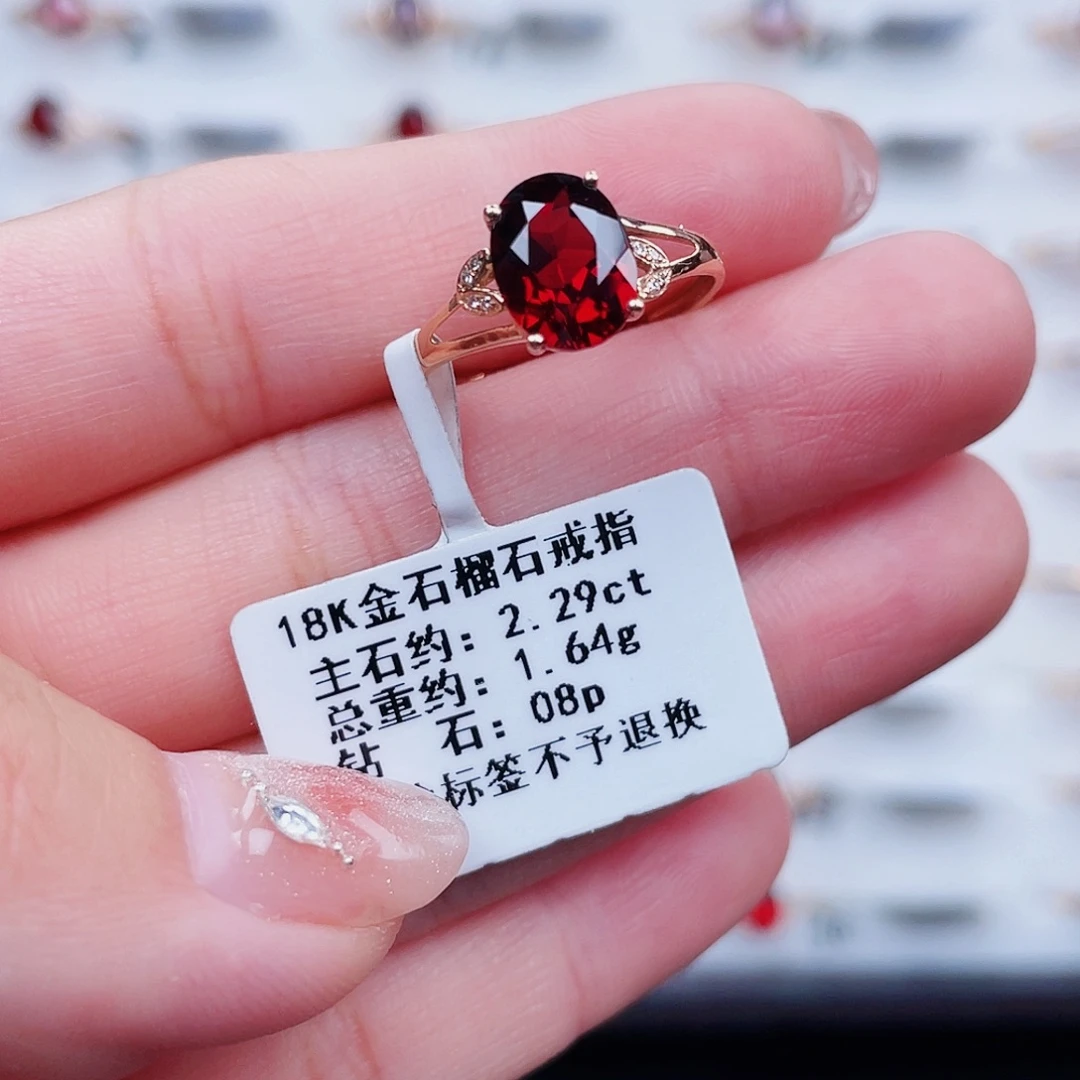 18K金石榴石戒指
主石约: 2.29ct
总重约: 1.64g
钻 石: 08p
标签不予退换